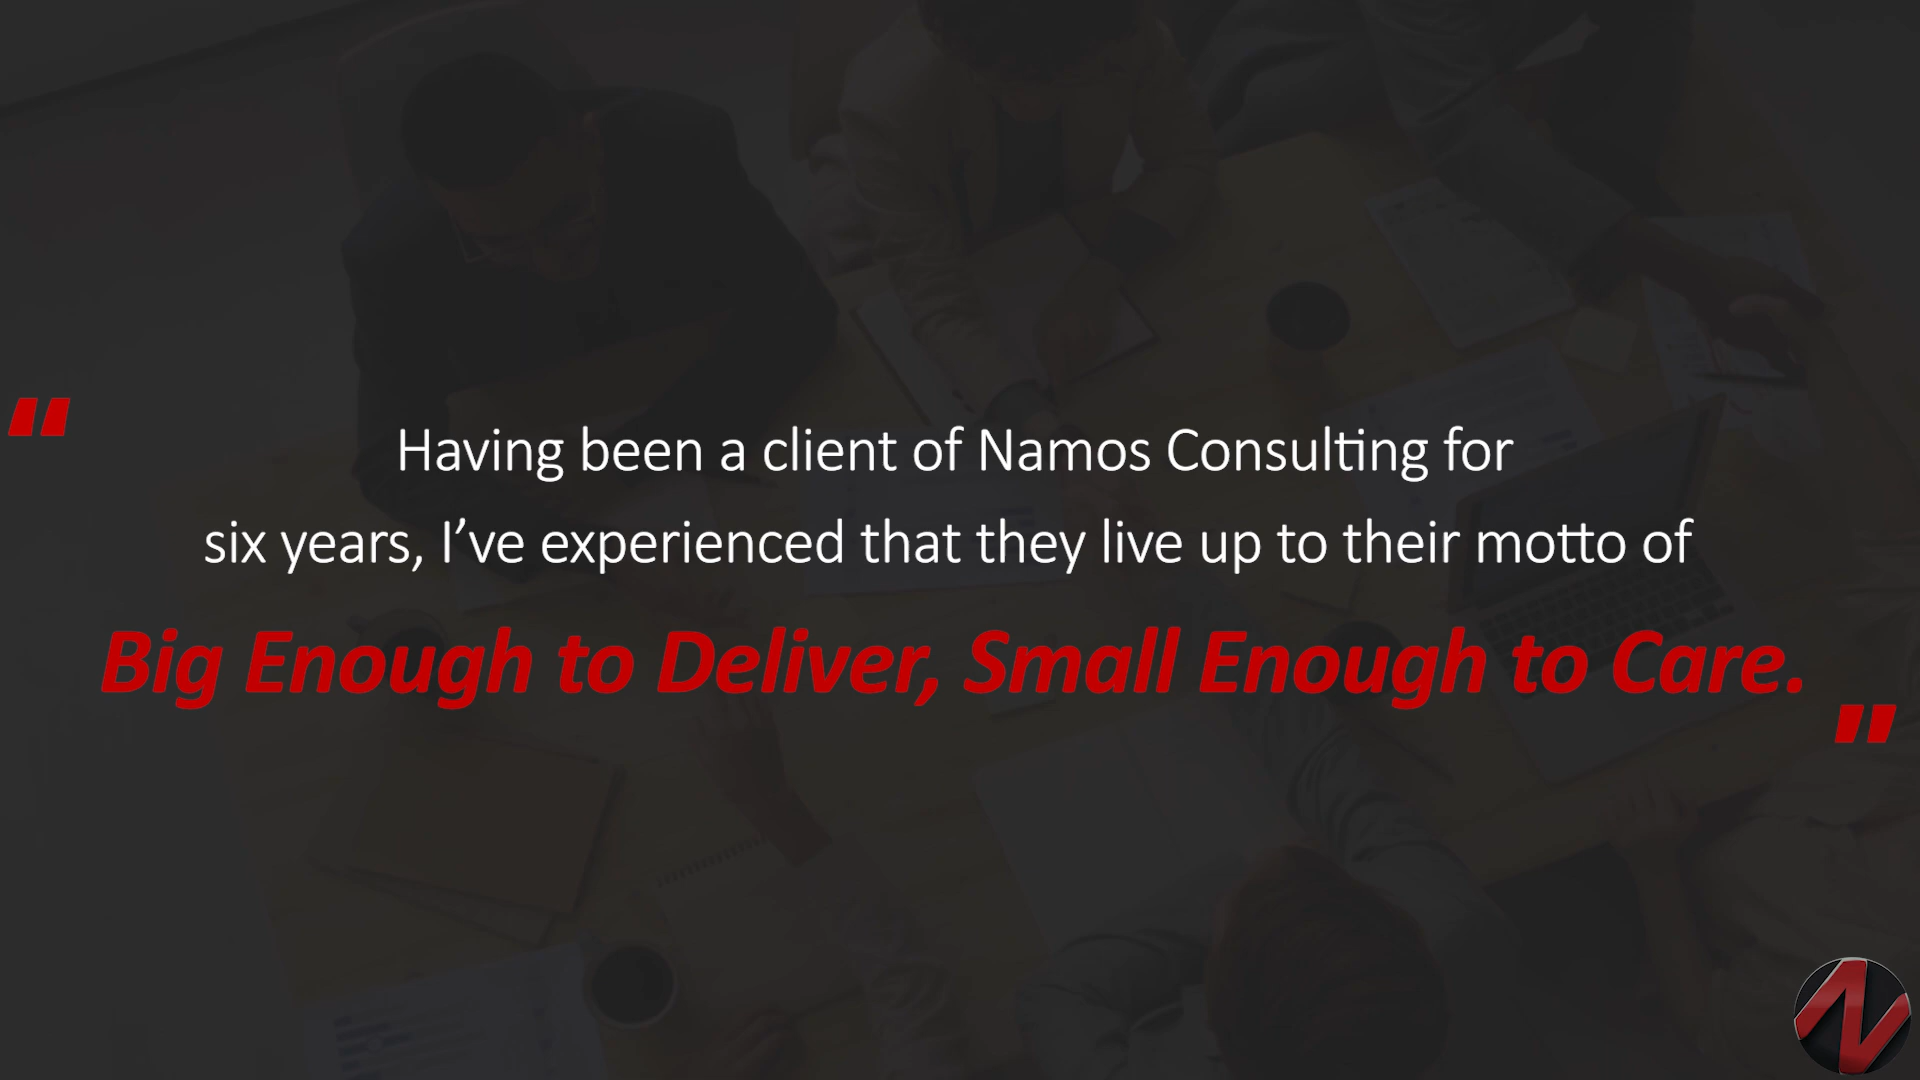 “
Having been a client of Namos Consulting for
six years, I’ve experienced that they live up to their motto of
Big Enough to Deliver, Small Enough to Care.
”
N